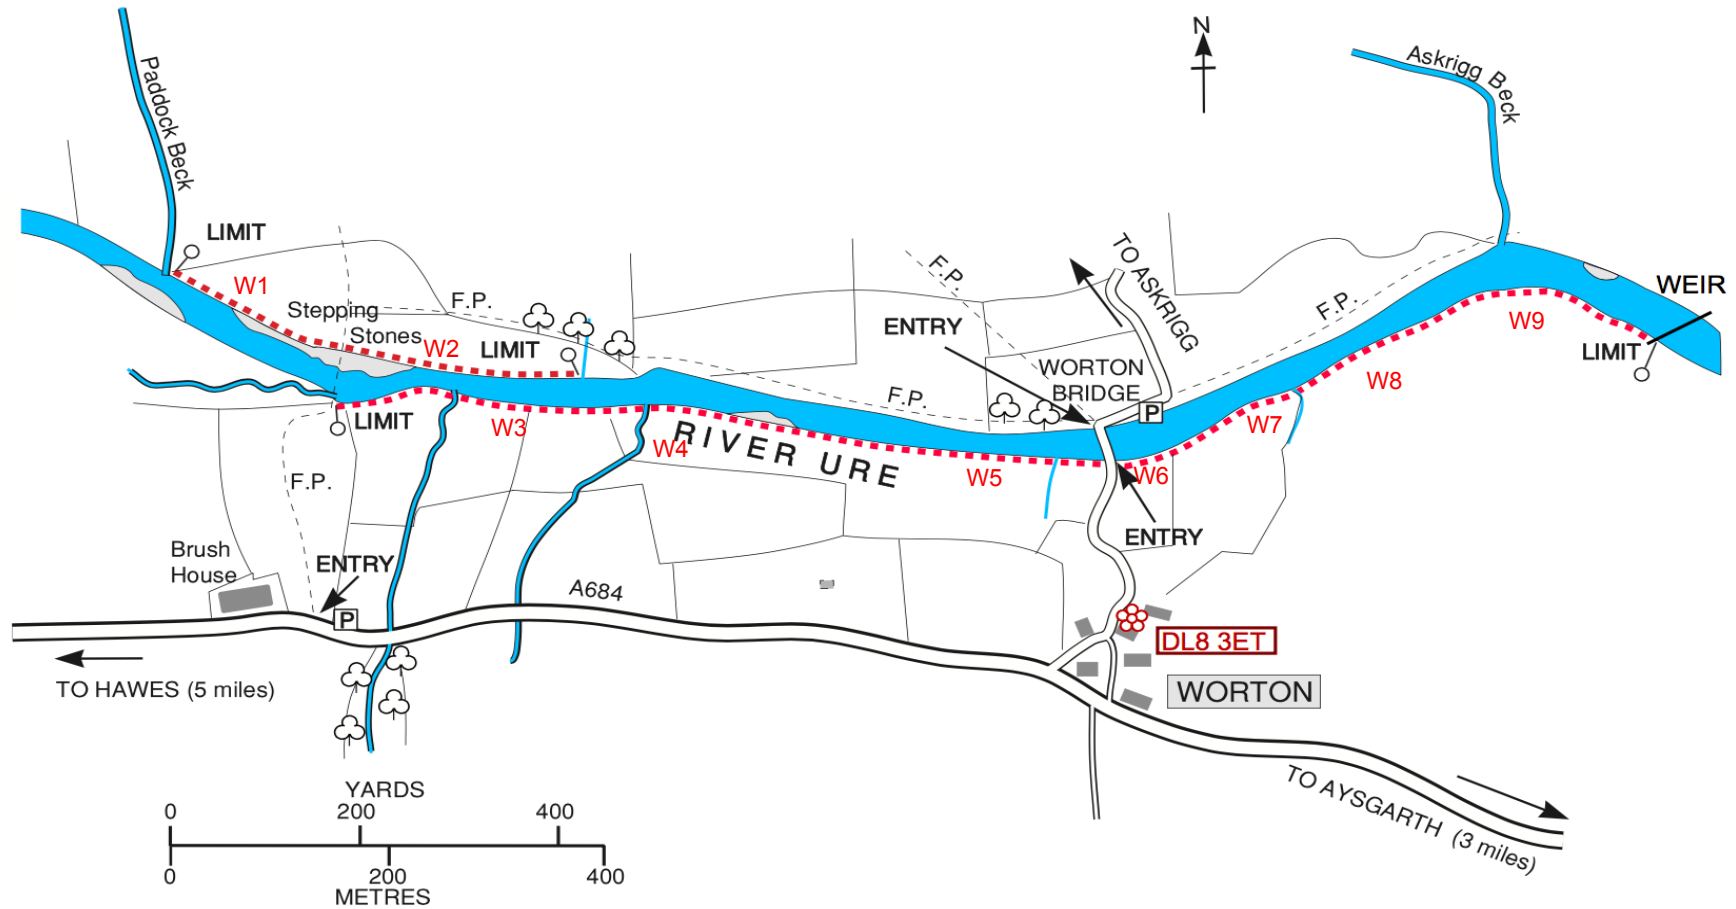 N
Paddock Beck
Askrigg Beck
LIMIT
W1
Stepping
Stones
F.P.
W2
LIMIT
F.P.
ENTRY
TO ASKRIGG
F.P.
WEIR
W9
LIMIT
WORTON
BRIDGE
P
F.P.
W8
LIMIT
W3
W4
RIVER URE
W5
W6
W7
F.P.
ENTRY
Brush
House
ENTRY
P
A684
DL8 3ET
WORTON
TO HAWES (5 miles)
TO AYSGARTH (3 miles)
YARDS
0 200 400
0 200 400
METRES